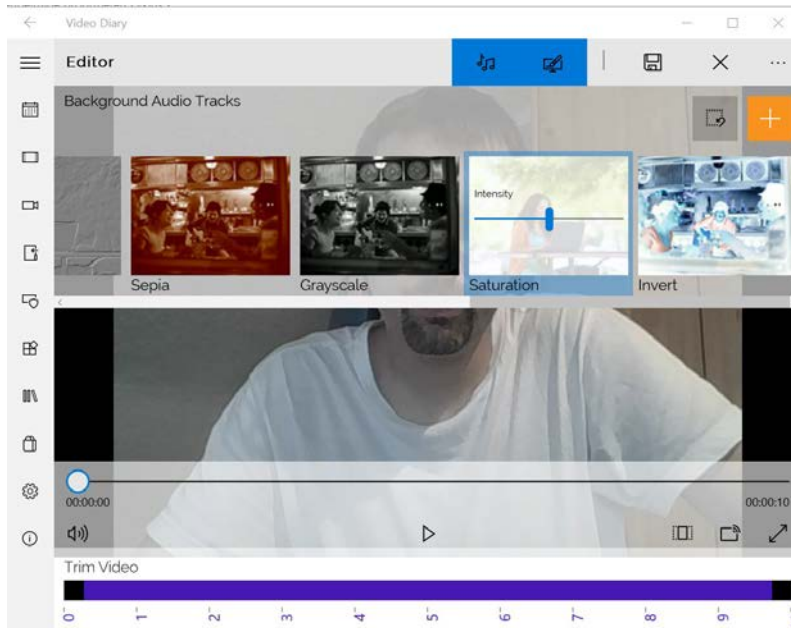 Video Diary
Editor
Background Audio Tracks
Intensity
Sepia
Grayscale
Saturation
Invert
00:00:00
00:00:10
Trim Video
0 1 2 3 4 5 6 7 8 9